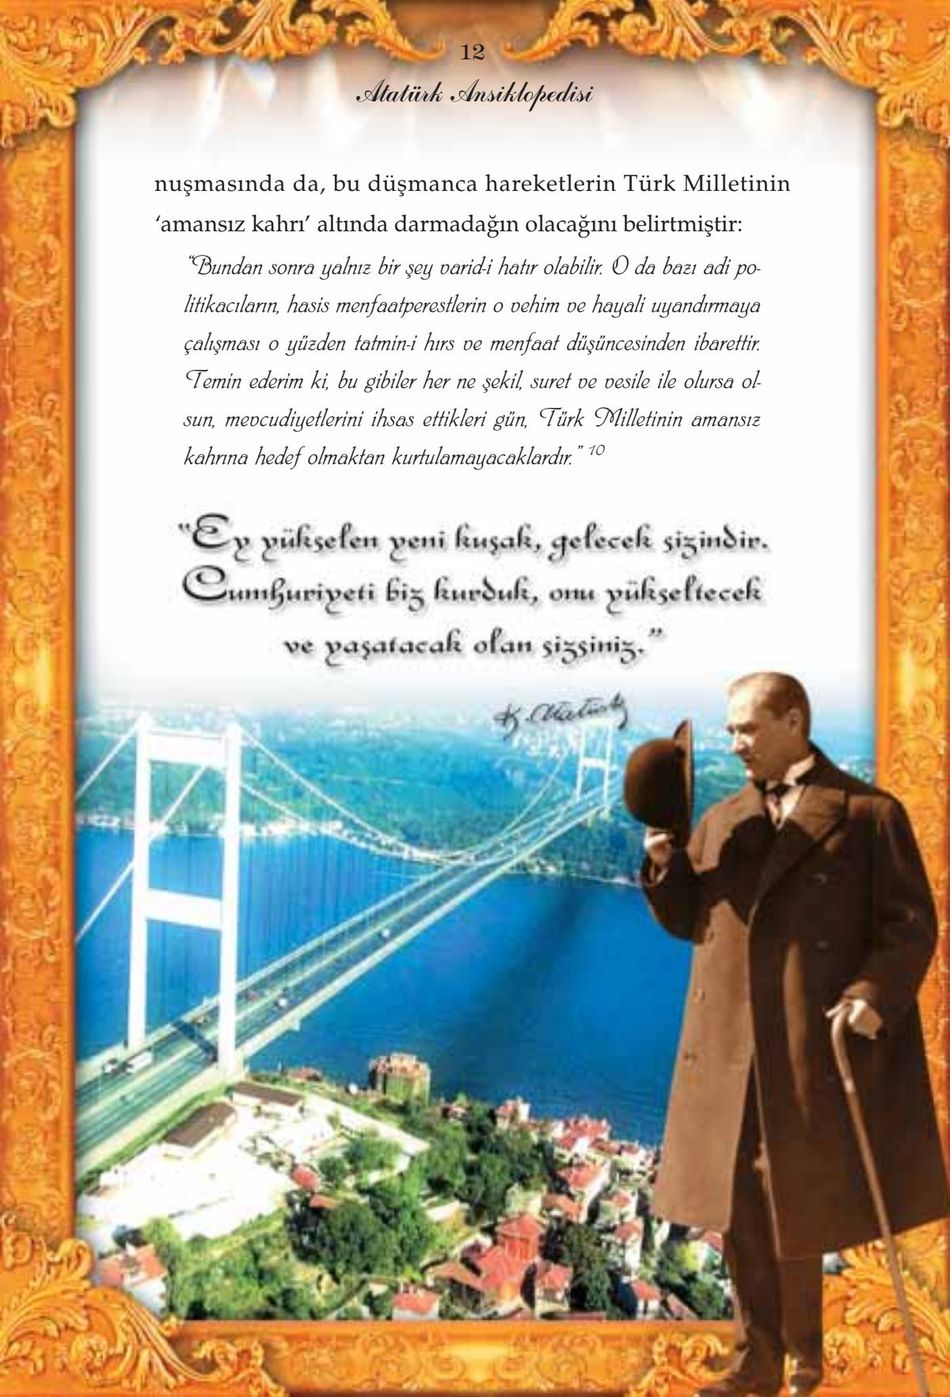 12
Atatürk Ansiklopedisi
nuşmasında da, bu düşmanca hareketlerin Türk Milletinin
‘amansız kahrı’ altında darmadağın olacağını belirtmiştir:
“Bundan sonra yalnız bir şey varid-i hatır olabilir. O da bazı adi po-
litikacıların, hasis menfaatperestlerin o vehim ve hayali uyandırmaya
çalışması o yüzden tatmin-i hırs ve menfaat düşüncesinden ibarettir.
Temin ederim ki, bu gibiler her ne şekil, suret ve vesile ile olursa ol-
sun, mevcudiyetlerini ihsas ettikleri gün, Türk Milletinin amansız
kahrına hedef olmaktan kurtulamayacaklardır.” 10
“Ey yükselen yeni kuşak, gelecek sizindir.
Cumhuriyeti biz kurduk, onu yükseltecek
ve yaşatacak olan sizsiniz.”
K. Atatürk